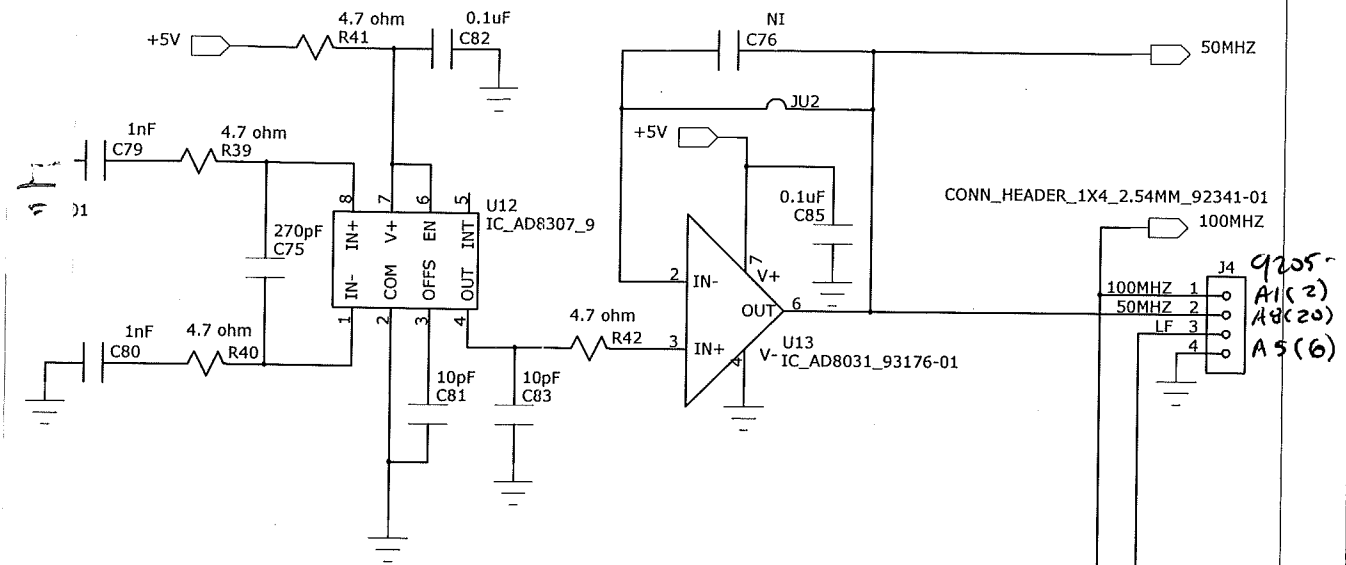 4.7 ohm
R41
0.1uF
C82
NI
C76
+5V
50MHZ
JU2
+5V
1nF
C79
4.7 ohm
R39
0.1uF
C85
CONN_HEADER_1X4_2.54MM_92341-01
100MHZ
01
8
7
6
5
U12
IC_AD8307_9
IN+
V+
EN
INT
270pF
C75
IN-
COM
OFFS
OUT
1
2
3
4
2
IN-
7
V+
OUT
6
J4
9205-
100MHZ 1
A1(2)
50MHZ 2
A8(20)
LF 3
4
A5(6)
1nF
C80
4.7 ohm
R40
4.7 ohm
R42
3
IN+
4
V-
U13
IC_AD8031_93176-01
10pF
C81
10pF
C83